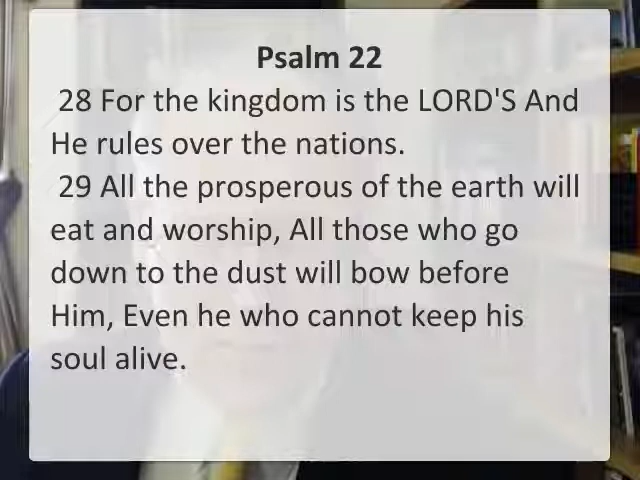 Psalm 22
28 For the kingdom is the LORD'S And
He rules over the nations.
29 All the prosperous of the earth will
eat and worship, All those who go
down to the dust will bow before
Him, Even he who cannot keep his
soul alive.